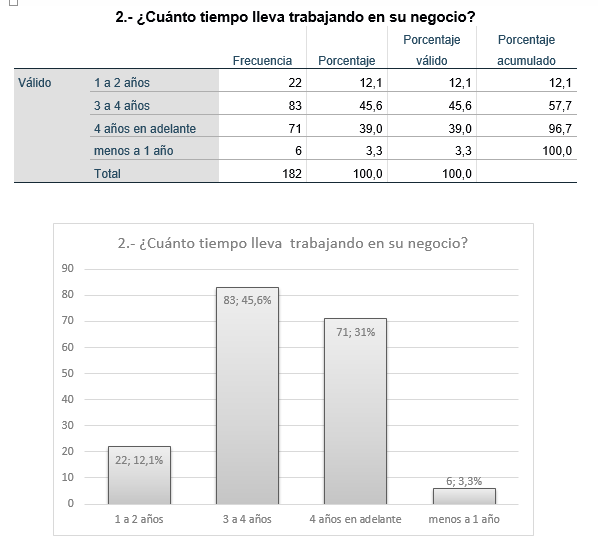 2.- ¿Cuánto tiempo lleva trabajando en su negocio?
Frecuencia Porcentaje Porcentaje válido Porcentaje acumulado
Válido 1 a 2 años 22 12,1 12,1 12,1
3 a 4 años 83 45,6 45,6 57,7
4 años en adelante 71 39,0 39,0 96,7
menos a 1 año 6 3,3 3,3 100,0
Total 182 100,0 100,0
2.- ¿Cuánto tiempo lleva  trabajando en su negocio?
90
80
70
60
50
40
30
20
10
0
22; 12,1%
83; 45,6%
71; 31%
6; 3,3%
1 a 2 años 3 a 4 años 4 años en adelante menos a 1 año